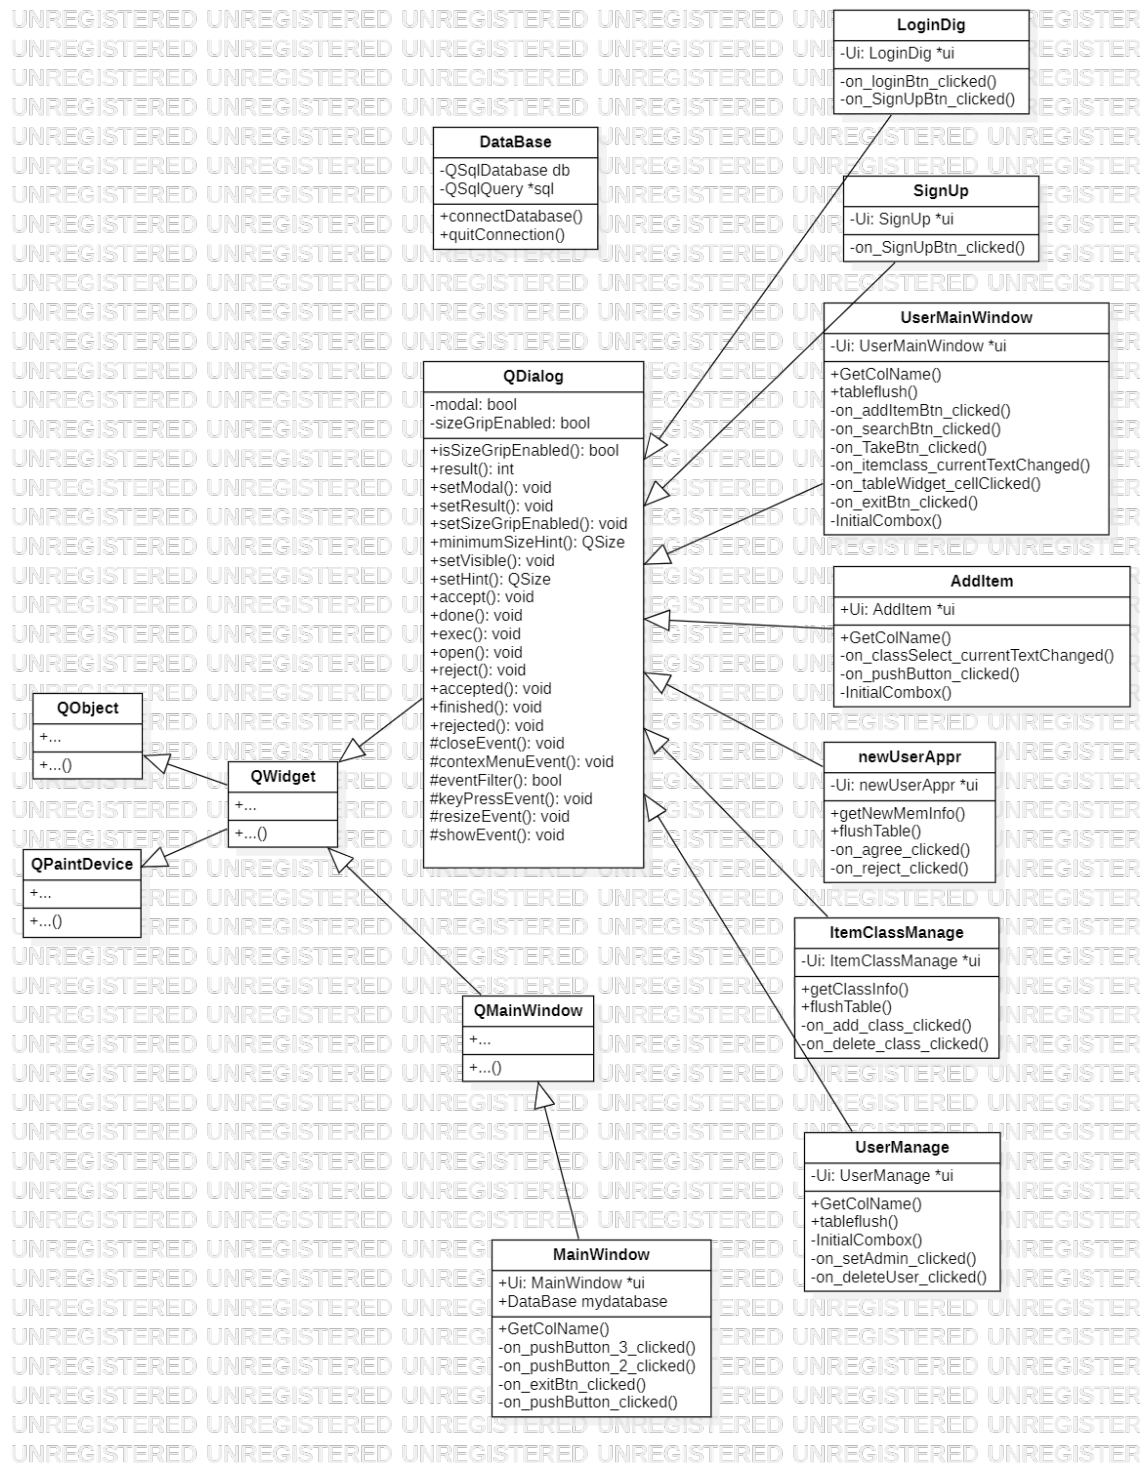 LoginDig
-Ui: LoginDig *ui
-on_loginBtn_clicked()
-on_SignUpBtn_clicked()
DataBase
-QSqlDatabase db
-QSqlQuery *sql
+connectDatabase()
+quitConnection()
SignUp
-Ui: SignUp *ui
-on_SignUpBtn_clicked()
UserMainWindow
-Ui: UserMainWindow *ui
+GetColName()
+tableflush()
-on_addItemBtn_clicked()
-on_searchBtn_clicked()
-on_TakeBtn_clicked()
-on_itemclass_currentTextChanged()
-on_tableWidget_cellClicked()
-on_exitBtn_clicked()
-InitialCombox()
QDialog
-modal: bool
-sizeGripEnabled: bool
+isSizeGripEnabled(): bool
+result(): int
+setModal(): void
+setResult(): void
+setSizeGripEnabled(): void
+minimumSizeHint(): QSize
+setVisible(): void
+setHint(): QSize
+accept(): void
+done(): void
+exec(): void
+open(): void
+reject(): void
+accepted(): void
+finished(): void
+rejected(): void
#closeEvent(): void
#contexMenuEvent(): void
#eventFilter(): bool
#keyPressEvent(): void
#resizeEvent(): void
#showEvent(): void
AddItem
+Ui: AddItem *ui
+GetColName()
-on_classSelect_currentTextChanged()
-on_pushButton_clicked()
-InitialCombox()
QObject
+...
+...()
QWidget
+...
+...()
QPaintDevice
+...
+...()
newUserAppr
-Ui: newUserAppr *ui
+getNewMemInfo()
+flushTable()
-on_agree_clicked()
-on_reject_clicked()
ItemClassManage
-Ui: ItemClassManage *ui
+getClassInfo()
+flushTable()
-on_add_class_clicked()
-on_delete_class_clicked()
QMainWindow
+...
+...()
UserManage
-Ui: UserManage *ui
+GetColName()
+tableflush()
-InitialCombox()
-on_setAdmin_clicked()
-on_deleteUser_clicked()
MainWindow
+Ui: MainWindow *ui
+DataBase mydatabase
+GetColName()
-on_pushButton_3_clicked()
-on_pushButton_2_clicked()
-on_exitBtn_clicked()
-on_pushButton_clicked()
UNREGISTERED